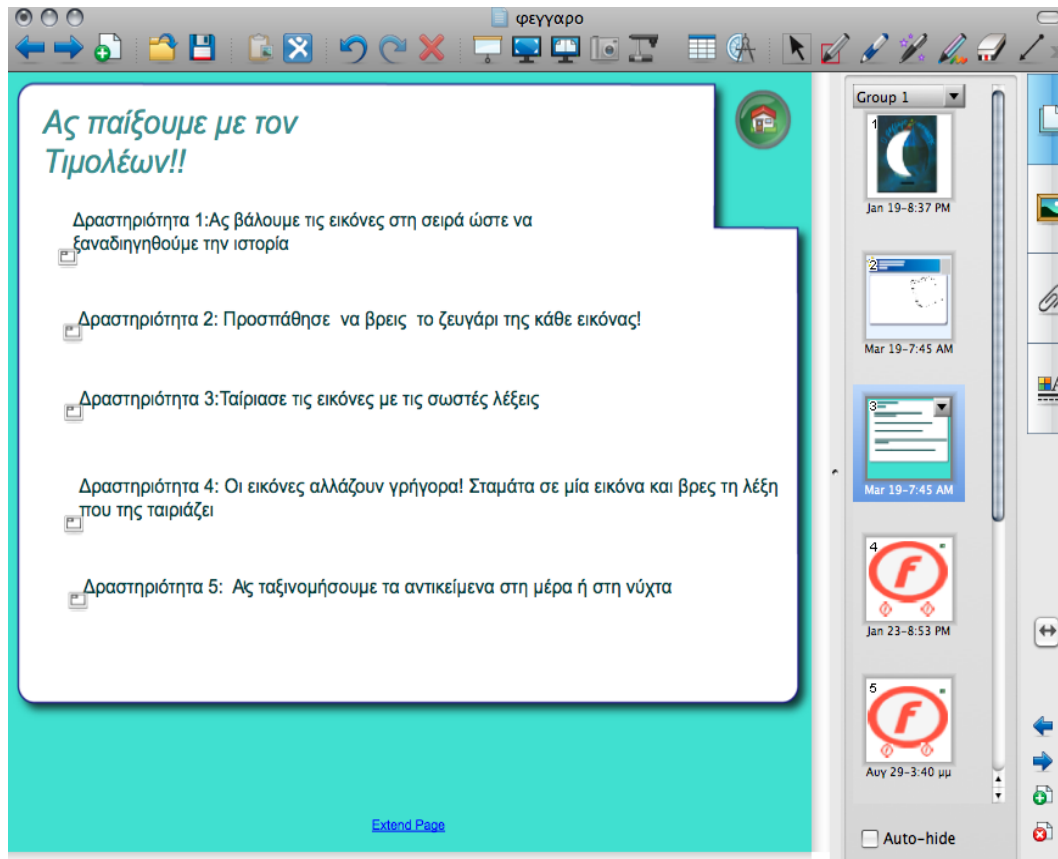 φεγγαρο
Ας παίξουμε με τον
Τιμολέων!!
Δραστηριότητα 1:Ας βάλουμε τις εικόνες στη σειρά ώστε να
ξαναδιηγηθούμε την ιστορία
Δραστηριότητα 2: Προσπάθησε να βρεις το ζευγάρι της κάθε εικόνας!
Δραστηριότητα 3:Ταίριασε τις εικόνες με τις σωστές λέξεις
Δραστηριότητα 4: Οι εικόνες αλλάζουν γρήγορα! Σταμάτα σε μία εικόνα και βρες τη λέξη
που της ταιριάζει
Δραστηριότητα 5: Ας ταξινομήσουμε τα αντικείμενα στη μέρα ή στη νύχτα
Extend Page
Group 1
1
Jan 19-8:37 PM
2
Mar 19-7:45 AM
3
Mar 19-7:45 AM
4
Jan 23-8:53 PM
5
Αυγ 29-3:40 μμ
Auto-hide